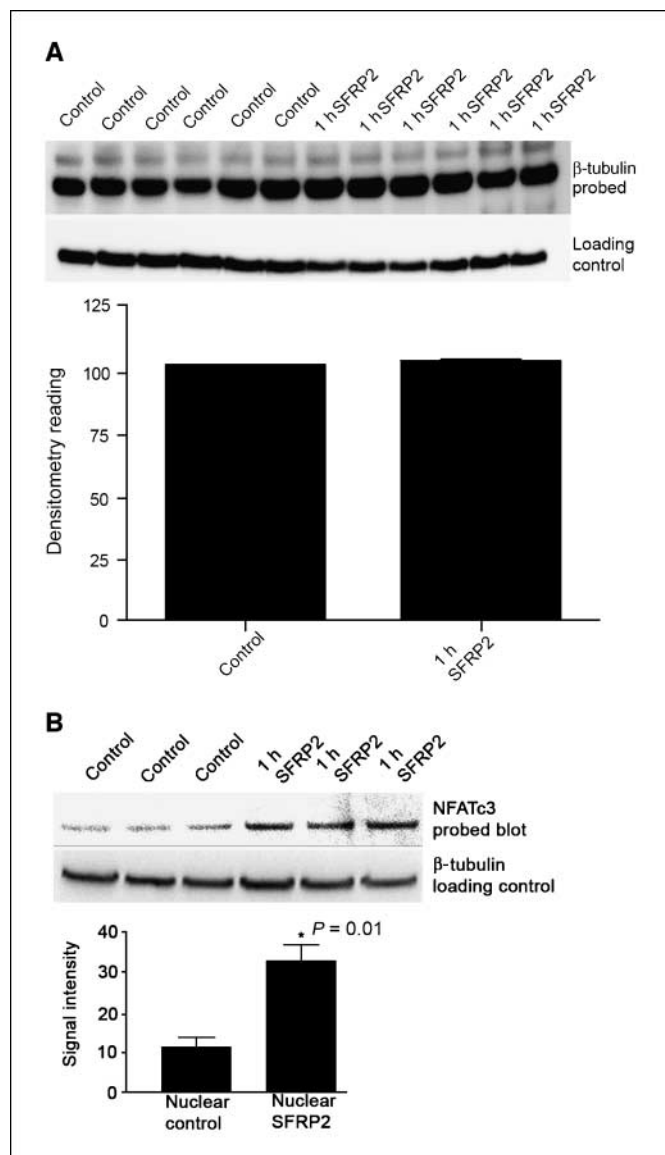 A
Control Control Control Control Control Control 1 hSFRP2 1 hSFRP2 1 hSFRP2 1 hSFRP2 1 hSFRP2 1 hSFRP2
β-tubulin
probed
Loading
control
125
100
75
50
25
0
Densitometry reading
Control
1 h
SFRP2
B
Control Control Control 1 h SFRP2 1 h SFRP2 1 h SFRP2
NFATc3
probed blot
β-tubulin
loading control
* P = 0.01
40
30
20
10
0
Signal intensity
Nuclear
control
Nuclear
SFRP2